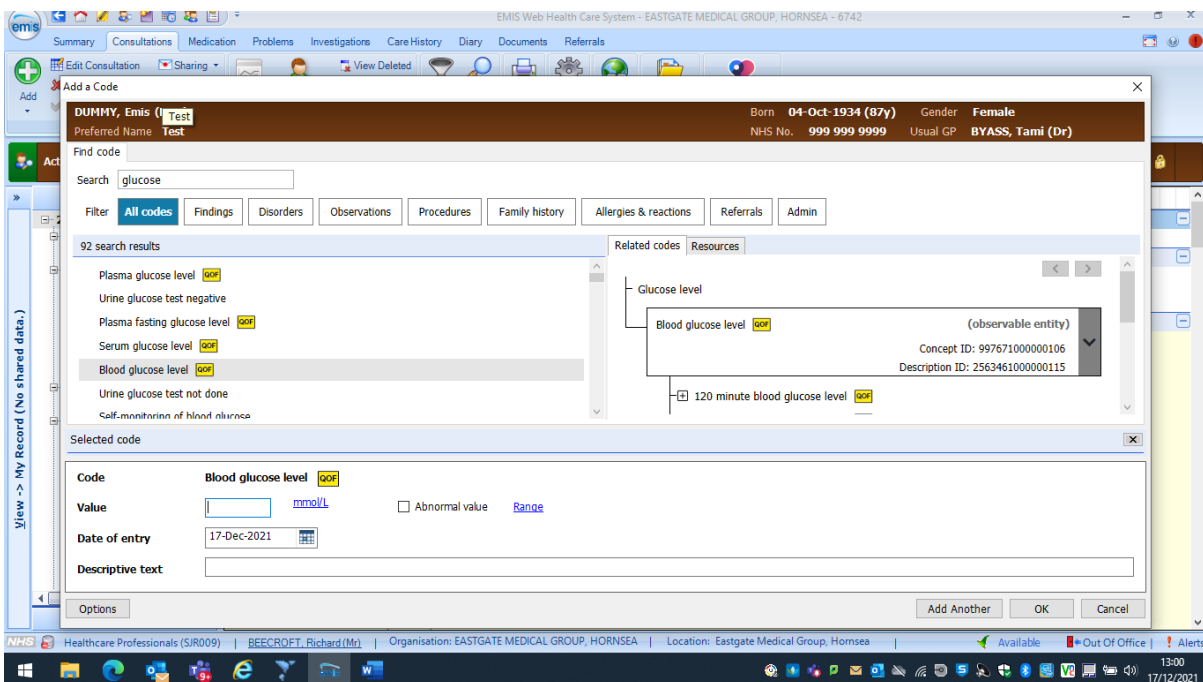 EMIS Web Health Care System - EASTGATE MEDICAL GROUP, HORNSEA - 6742
emis
Summary Consultations Medication Problems Investigations Care History Diary Documents Referrals
Edit Consultation Sharing View Deleted
Add
Add a Code
DUMMY, Emis Test Born 04-Oct-1934 (87y) Gender Female
Preferred Name Test NHS No. 999 999 9999 Usual GP BYASS, Tami (Dr)
Find code
Act
Search glucose
Filter All codes Findings Disorders Observations Procedures Family history Allergies & reactions Referrals Admin
92 search results Related codes Resources
Plasma glucose level QOF
Glucose level
Urine glucose test negative
Plasma fasting glucose level QOF
Blood glucose level QOF (observable entity)
Serum glucose level QOF
Concept ID: 997671000000106
Blood glucose level QOF
Description ID: 2563461000000115
Urine glucose test not done
120 minute blood glucose level QOF
Self-monitoring of blood glucose
View -> My Record (No shared data.)
Selected code
Code Blood glucose level QOF
Value mmol/L Abnormal value Range
Date of entry 17-Dec-2021
Descriptive text
Options Add Another OK Cancel
NHS Healthcare Professionals (SJR009) | BEECROFT, Richard(Mr) | Organisation: EASTGATE MEDICAL GROUP, HORNSEA | Location: Eastgate Medical Group, Hornsea | Available Out Of Office | Alerts
9+
13:00
17/12/2021